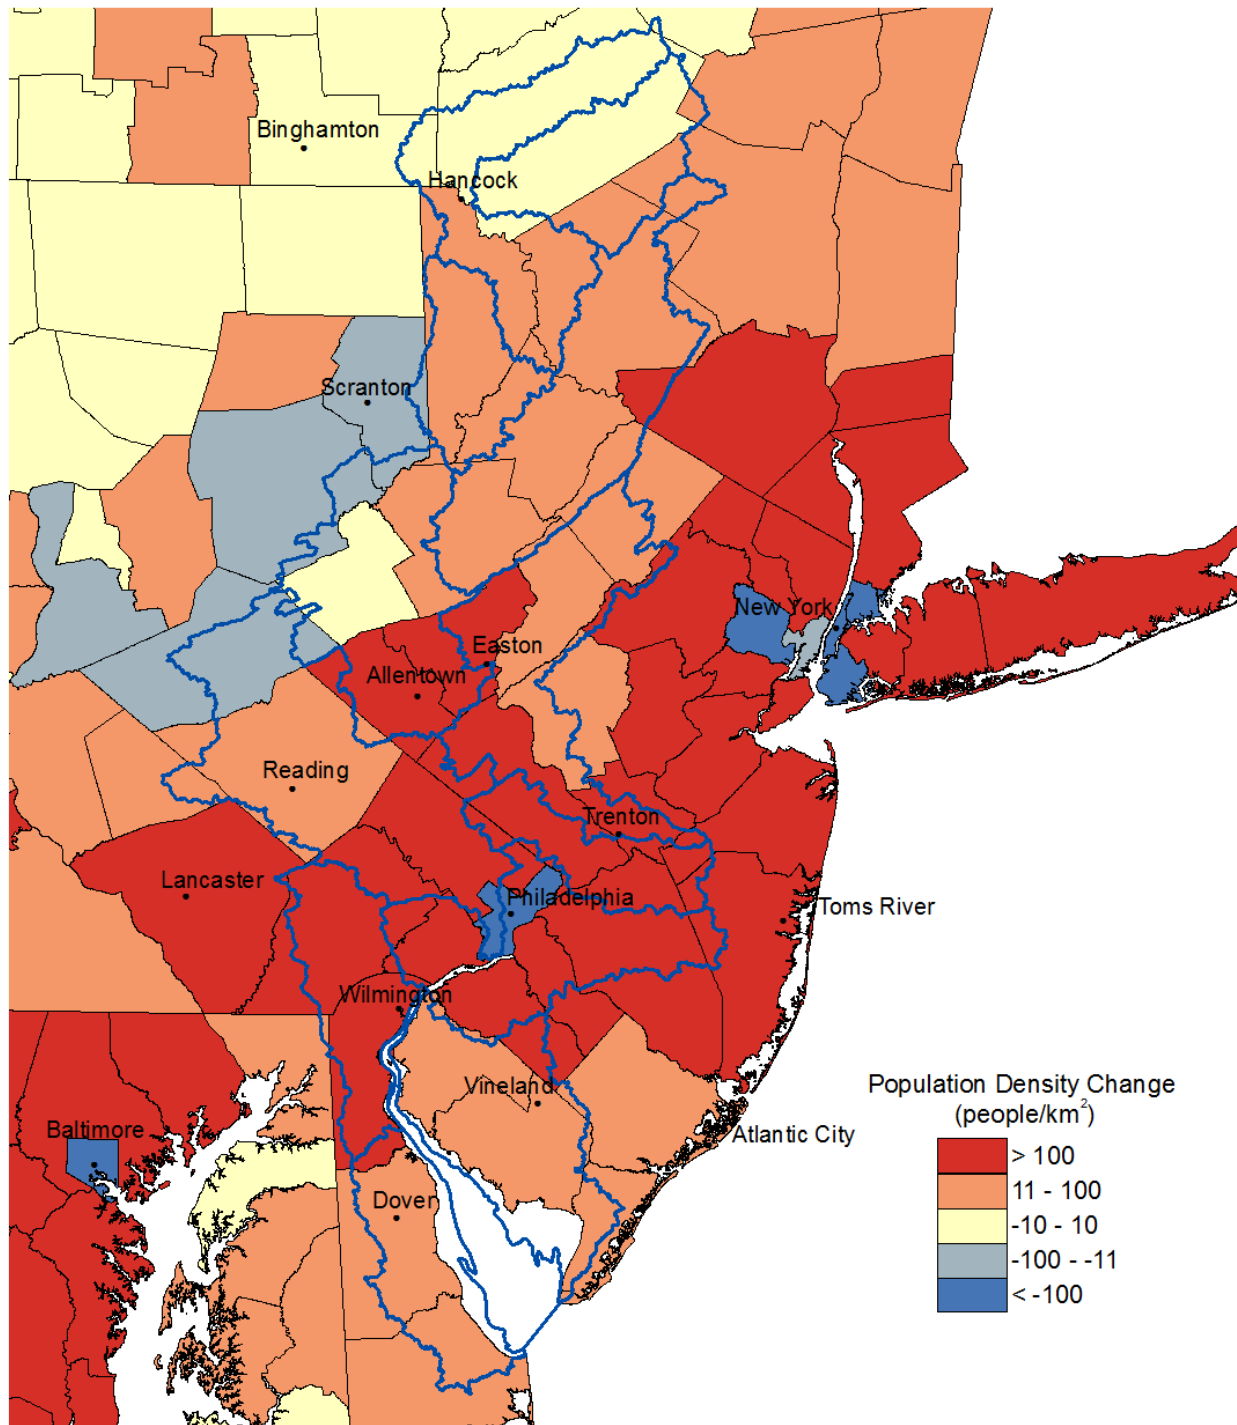 Binghamton
Hancock
Scranton
New York
Easton
Allentown
Reading
Trenton
Lancaster
Philadelphia
Toms River
Wilmington
Vineland
Baltimore
Atlantic City
Dover
Population Density Change
(people/km²)
> 100
11 - 100
-10 - 10
-100 - -11
< -100